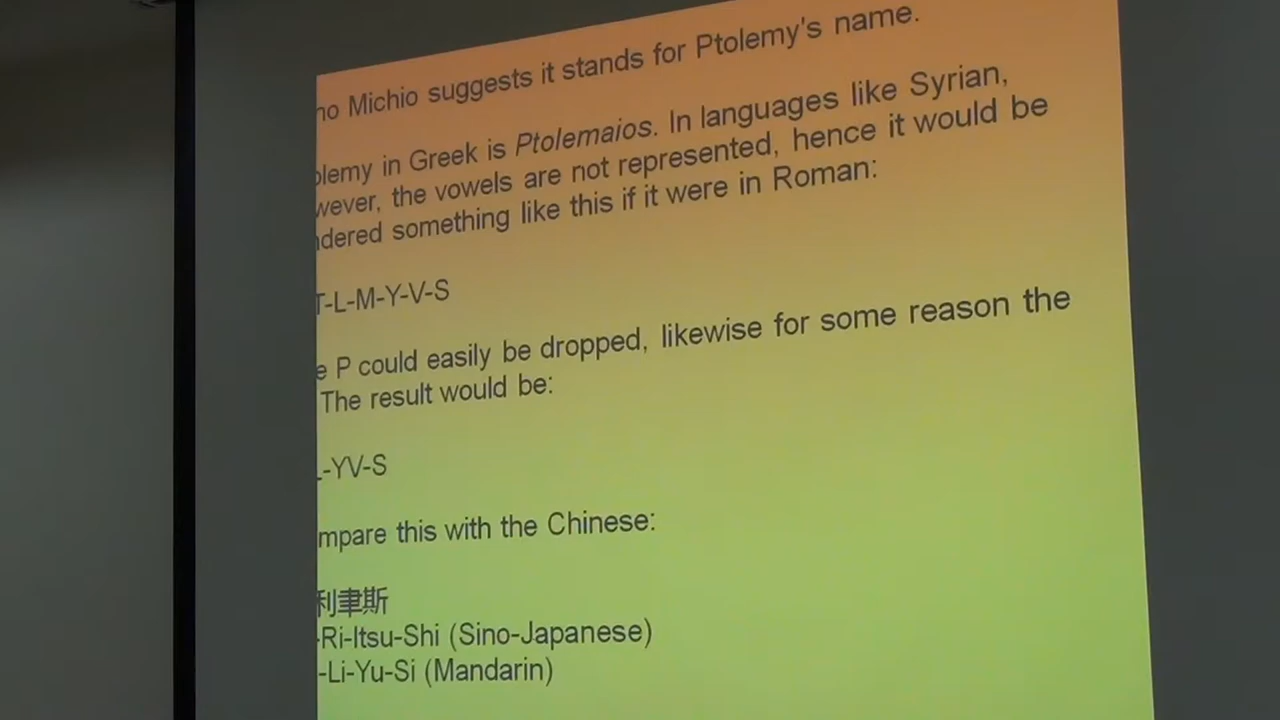 no Michio suggests it stands for Ptolemy's name.
olemy in Greek is Ptolemaios. In languages like Syrian,
wever, the vowels are not represented, hence it would be
ndered something like this if it were in Roman:
T-L-M-Y-V-S
e P could easily be dropped, likewise for some reason the
The result would be:
L-YV-S
mpare this with the Chinese:
利聿斯
-Ri-Itsu-Shi (Sino-Japanese)
-Li-Yu-Si (Mandarin)